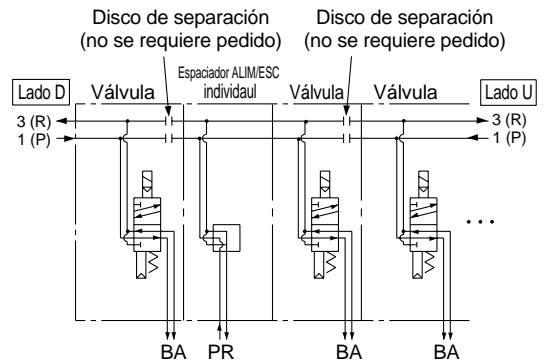 Disco de separación
(no se requiere pedido)
Disco de separación
(no se requiere pedido)
Espaciador ALIM/ESC
individaul
Lado D
Válvula
Válvula
Válvula
Lado U
3 (R)
1 (P)
3 (R)
1 (P)
...
BA
PR
BA
BA